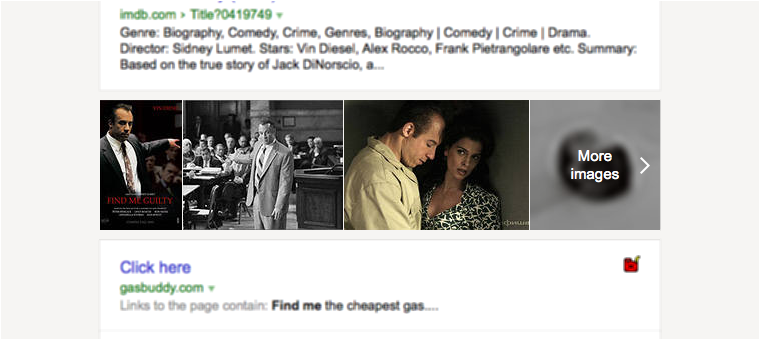 imdb.com › Title?0419749
Genre: Biography, Comedy, Crime, Genres, Biography | Comedy | Crime | Drama.
Director: Sidney Lumet. Stars: Vin Diesel, Alex Rocco, Frank Pietrangolare etc. Summary:
Based on the true story of Jack DiNorscio, a...
FIND ME GUILTY
More
images
Click here
gasbuddy.com
Links to the page contain: Find me the cheapest gas....